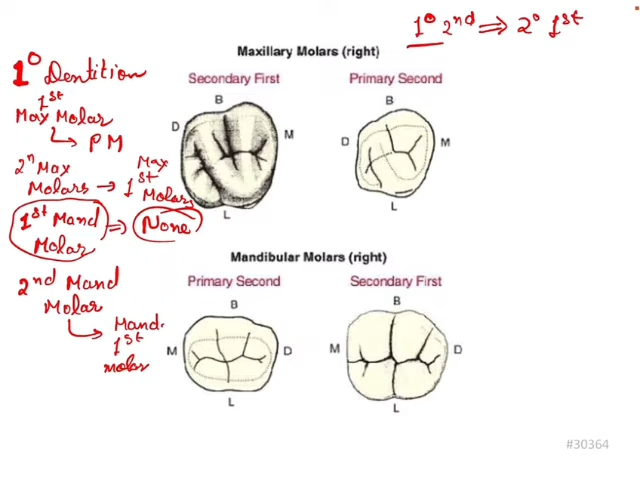 1° 2nd ⇒ 2° 1st
Maxillary Molars (right)
1° Dentition
Secondary First
Primary Second
1st
Max Molar
↳ PM
B
D
M
L
B
D
M
L
2n Max
Molars → Max
1st
Molars
1st Mand
Molar ⇒ None
Mandibular Molars (right)
2nd Mand
Molar
↳ Mand.
1st
molar
Primary Second
Secondary First
B
M
D
L
B
M
D
L
#30364